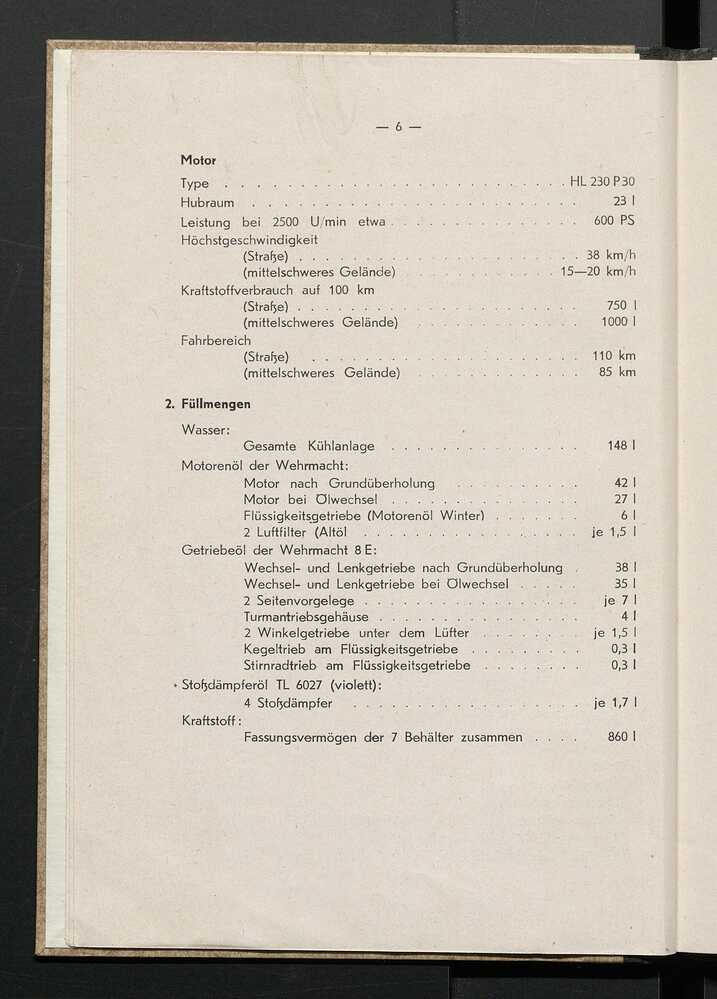 — 6 —
Motor
Type . . . . . . . . . . . . . . . . . . . . . . HL 230 P30
Hubraum . . . . . . . . . . . . . . . . . . . . . 23 l
Leistung bei 2500 U/min etwa . . . . . . . . . . . . 600 PS
Höchstgeschwindigkeit
(Straße) . . . . . . . . . . . . . . . . . . 38 km/h
(mittelschweres Gelände) . . . . . . . . . . 15—20 km/h
Kraftstoffverbrauch auf 100 km
(Straße) . . . . . . . . . . . . . . . . . . 750 l
(mittelschweres Gelände) . . . . . . . . . . . 1000 l
Fahrbereich
(Straße) . . . . . . . . . . . . . . . . . 110 km
(mittelschweres Gelände) . . . . . . . . . . . 85 km
2. Füllmengen
Wasser:
Gesamte Kühlanlage . . . . . . . . . . . . 148 l
Motorenöl der Wehrmacht:
Motor nach Grundüberholung . . . . . . . . 42 l
Motor bei Ölwechsel . . . . . . . . . . . . 27 l
Flüssigkeitsgetriebe (Motorenöl Winter) . . . . . . 6 l
2 Luftfilter (Altöl . . . . . . . . . . . . . . je 1,5 l
Getriebeöl der Wehrmacht 8 E:
Wechsel- und Lenkgetriebe nach Grundüberholung . 38 l
Wechsel- und Lenkgetriebe bei Ölwechsel . . . . . 35 l
2 Seitenvorgelege . . . . . . . . . . . . . . je 7 l
Turmantriebsgehäuse . . . . . . . . . . . . . 4 l
2 Winkelgetriebe unter dem Lüfter . . . . . . . je 1,5 l
Kegeltrieb am Flüssigkeitsgetriebe . . . . . . . . . 0,3 l
Stirnradtrieb am Flüssigkeitsgetriebe . . . . . . . . 0,3 l
Stoßdämpferöl TL 6027 (violett):
4 Stoßdämpfer . . . . . . . . . . . . . . . je 1,7 l
Kraftstoff:
Fassungsvermögen der 7 Behälter zusammen . . . . 860 l